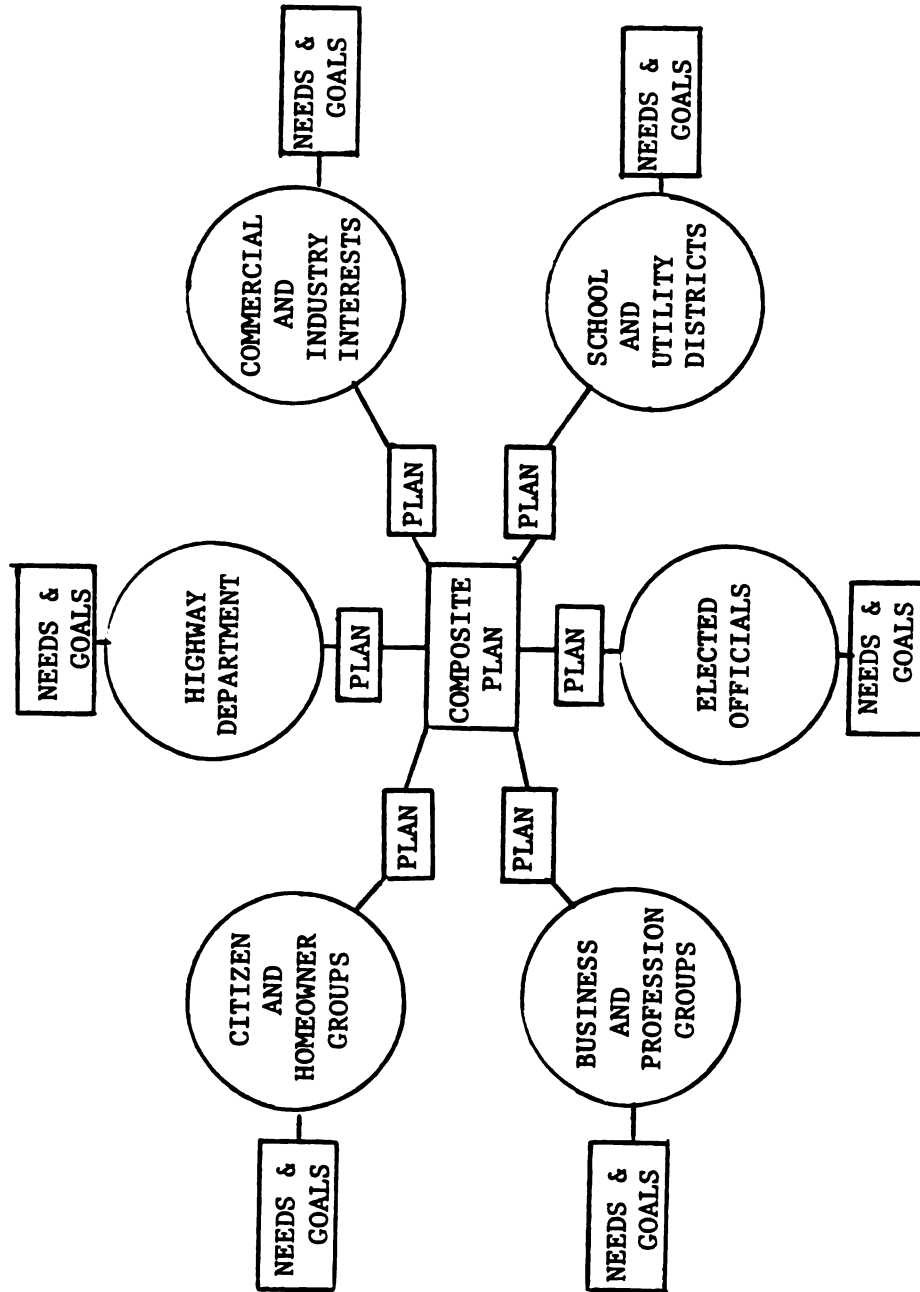 NEEDS &
GOALS
HIGHWAY
DEPARTMENT
PLAN
NEEDS &
GOALS
CITIZEN
AND
HOMEOWNER
GROUPS
PLAN
COMMERCIAL
AND
INDUSTRY
INTERESTS
NEEDS &
GOALS
PLAN
COMPOSITE
PLAN
PLAN
NEEDS &
GOALS
BUSINESS
AND
PROFESSION
GROUPS
PLAN
ELECTED
OFFICIALS
NEEDS &
GOALS
PLAN
SCHOOL
AND
UTILITY
DISTRICTS
NEEDS &
GOALS